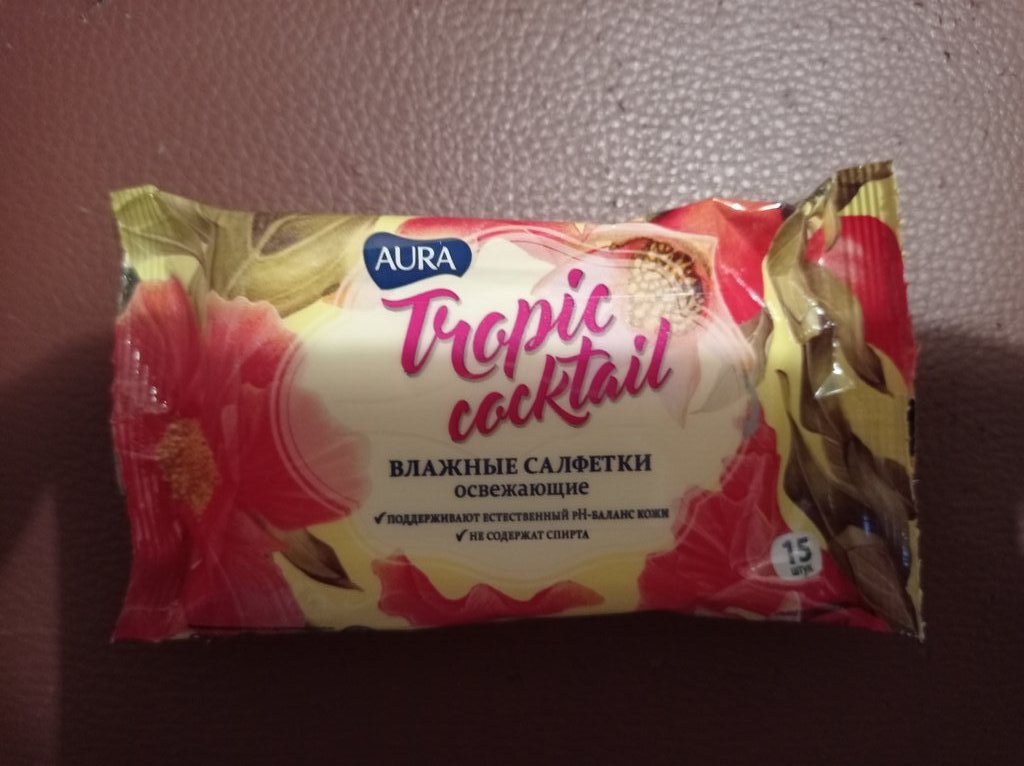 AURA
Tropic
cocktail
ВЛАЖНЫЕ САЛФЕТКИ
освежающие
✓ПОДДЕРЖИВАЮТ ЕСТЕСТВЕННЫЙ pH-БАЛАНС КОЖИ
✓НЕ СОДЕРЖАТ СПИРТА
15
штук